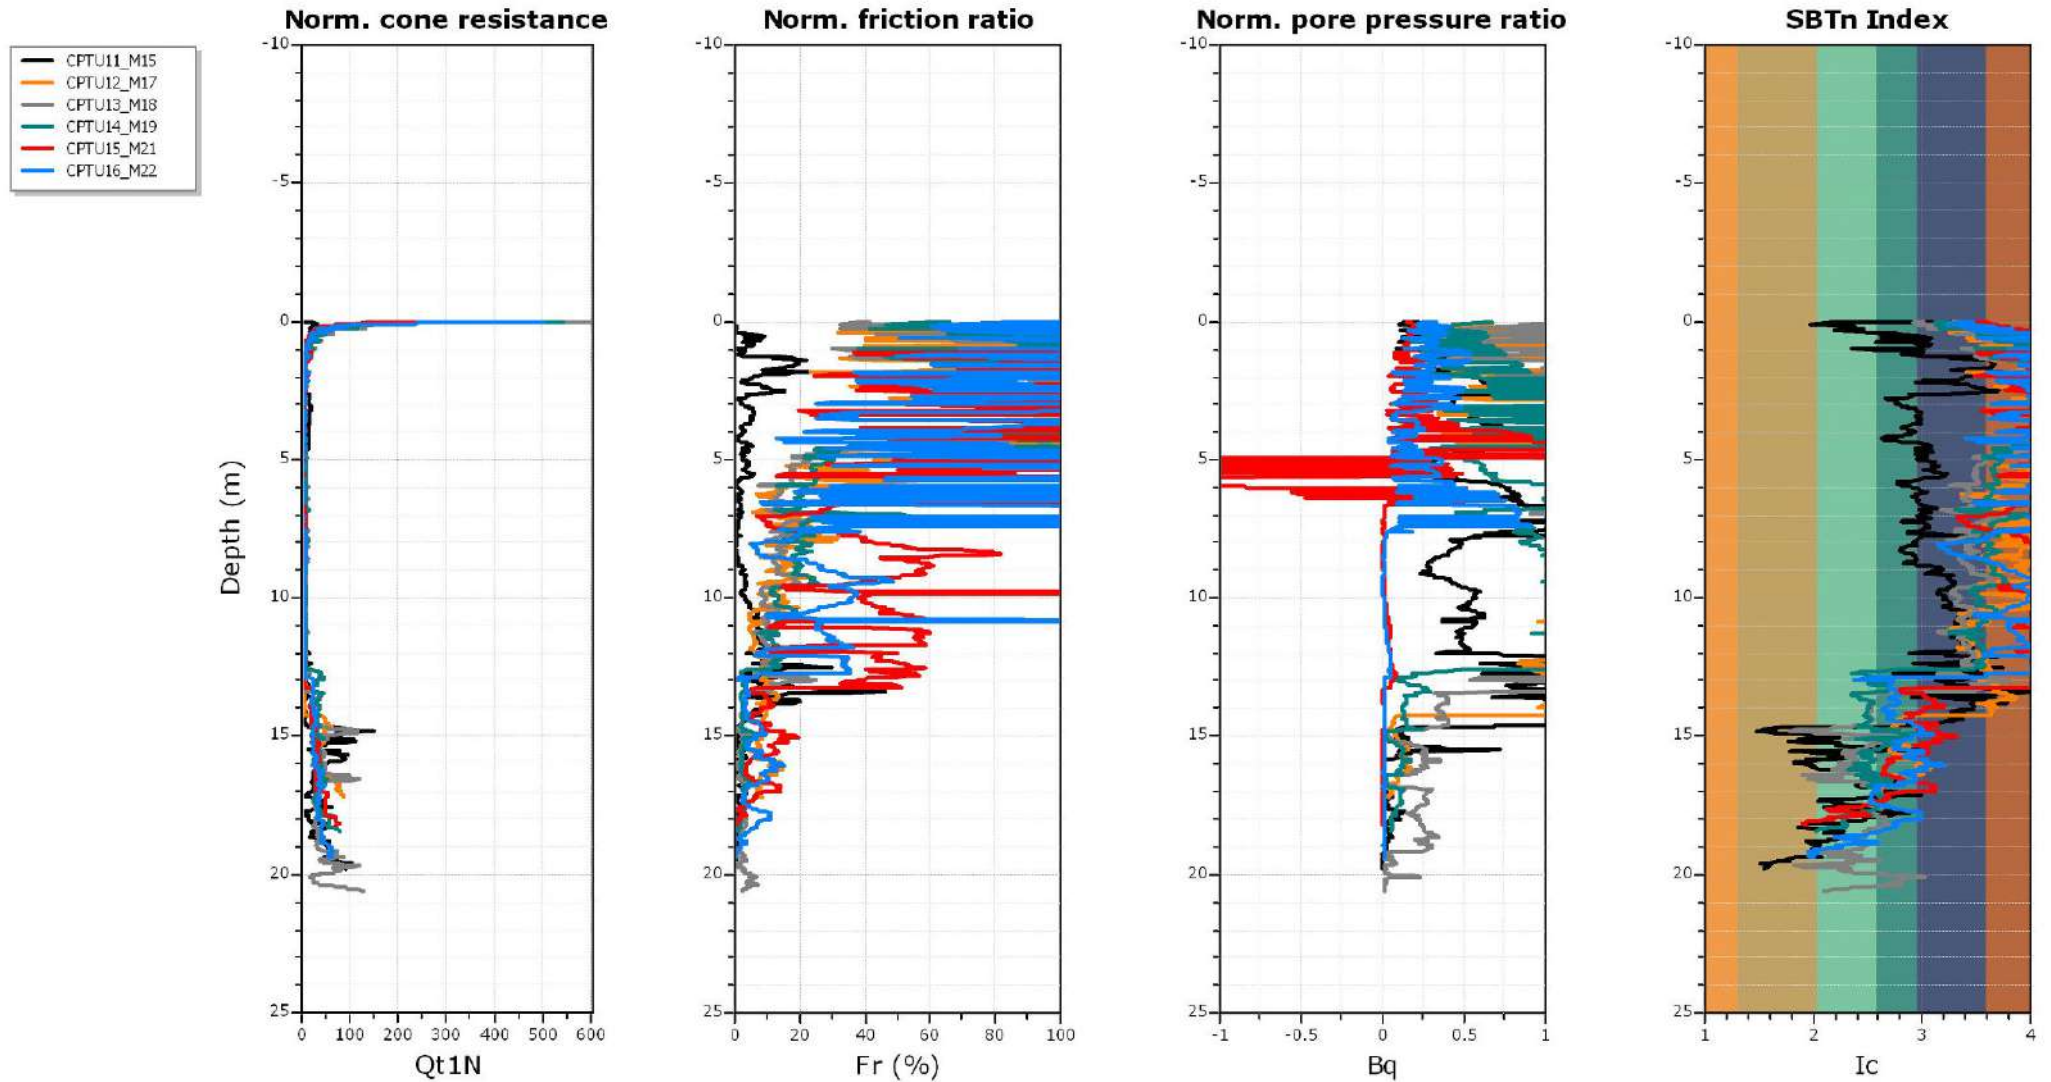 Norm. cone resistance
Norm. friction ratio
Norm. pore pressure ratio
SBTn Index
CPTU11_M15
CPTU12_M17
CPTU13_M18
CPTU14_M19
CPTU15_M21
CPTU16_M22
Depth (m)
-10
-5
0
5
10
15
20
25
0 100 200 300 400 500 600
Qt1N
-10
-5
0
5
10
15
20
25
0 20 40 60 80 100
Fr (%)
-10
-5
0
5
10
15
20
25
-1 -0.5 0 0.5 1
Bq
-10
-5
0
5
10
15
20
25
1 2 3 4
Ic